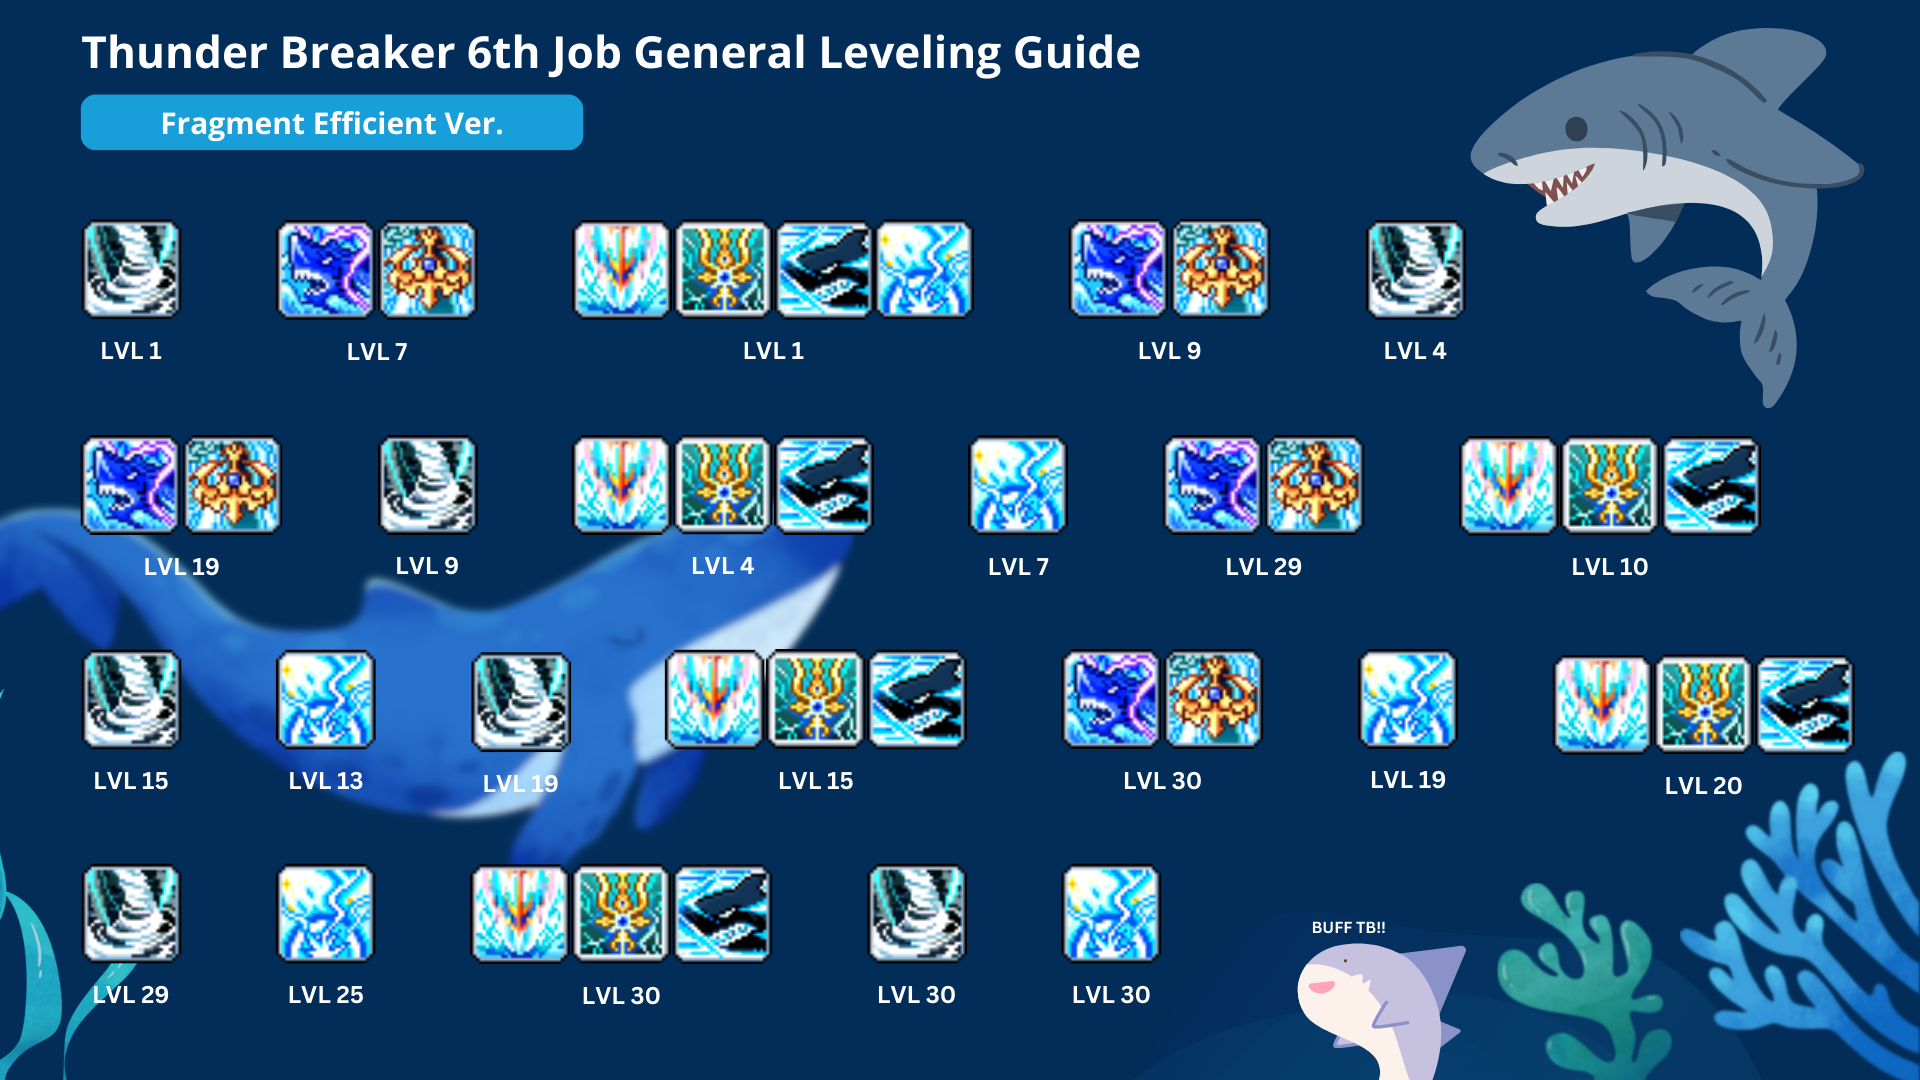 Thunder Breaker 6th Job General Leveling Guide
Fragment Efficient Ver.
LVL 1
LVL 7
LVL 1
LVL 9
LVL 4
LVL 19
LVL 9
LVL 4
LVL 7
LVL 29
LVL 10
LVL 15
LVL 13
LVL 19
LVL 15
LVL 30
LVL 19
LVL 20
LVL 29
LVL 25
LVL 30
LVL 30
LVL 30
BUFF TB!!